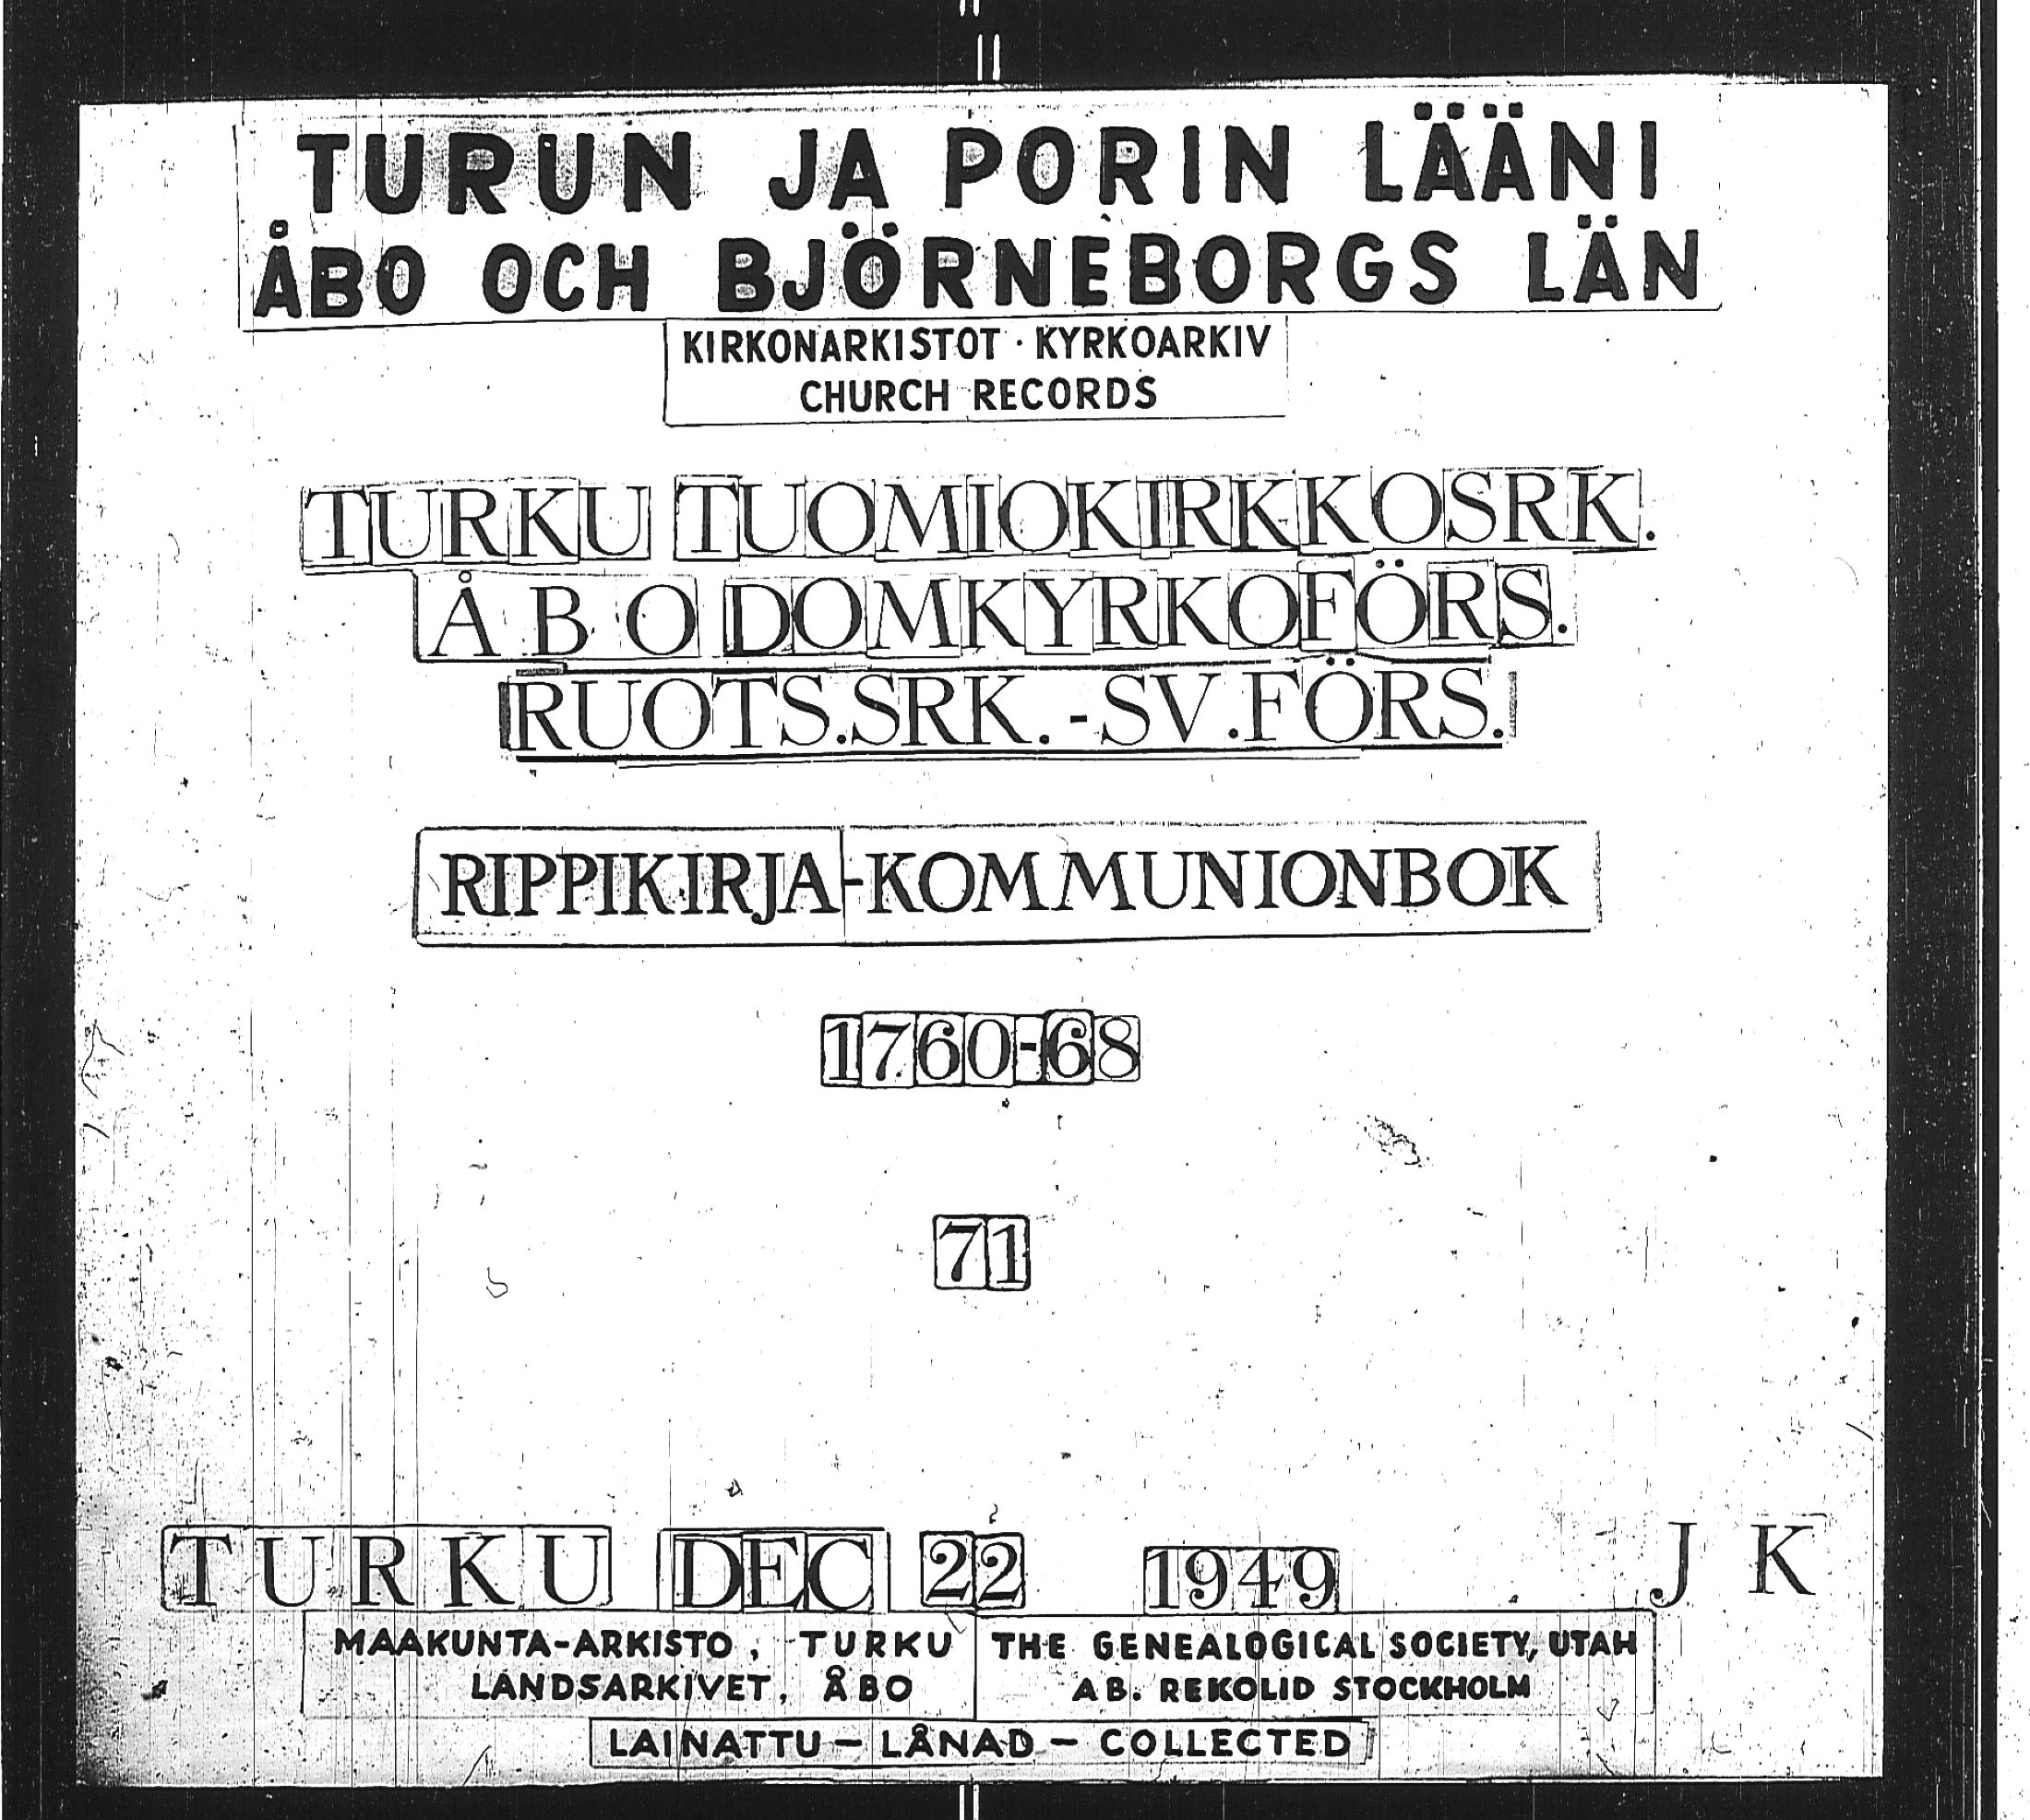 TURUN JA PORIN LÄÄNI
ÅBO OCH BJÖRNEBORGS LÄN
KIRKONARKISTOT · KYRKOARKIV
CHURCH RECORDS
TURKU TUOMIOKIRKKOSRK.
ÅBO DOMKYRKOFÖRS.
RUOTS.SRK.-SV.FÖRS.
RIPPIKIRJA-KOMMUNIONBOK
1760-68
71
TURKU DEC 22 1949 J K
MAAKUNTA-ARKISTO, TURKU
LANDSARKIVET, ÅBO
THE GENEALOGICAL SOCIETY, UTAH
AB. REKOLID STOCKHOLM
LAINATTU – LÅNAD – COLLECTED